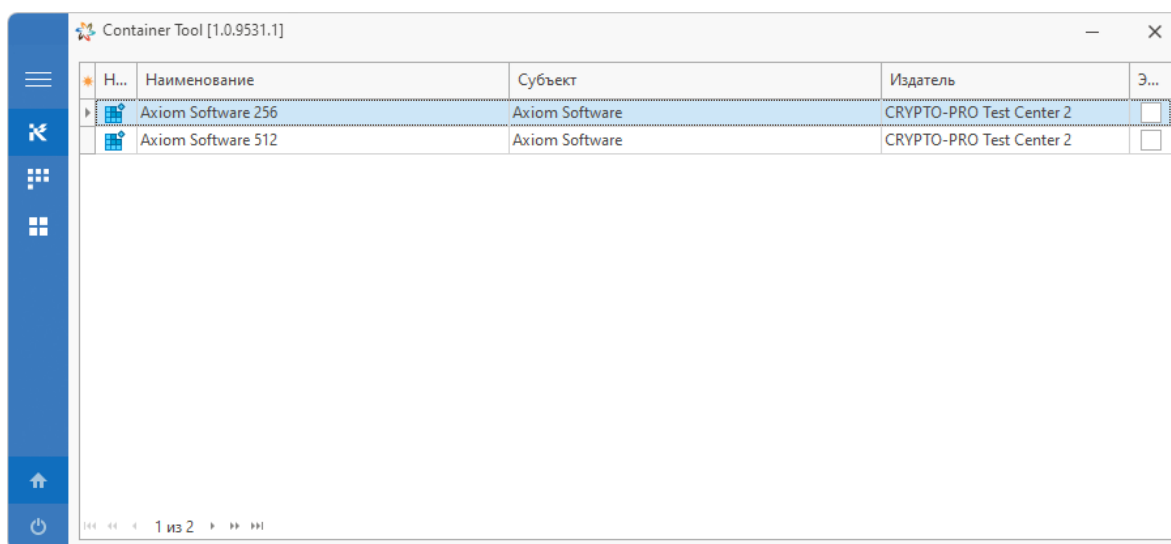 Container Tool [1.0.9531.1]
Н... Наименование Субъект Издатель Э...
Axiom Software 256 Axiom Software CRYPTO-PRO Test Center 2
Axiom Software 512 Axiom Software CRYPTO-PRO Test Center 2
1 из 2